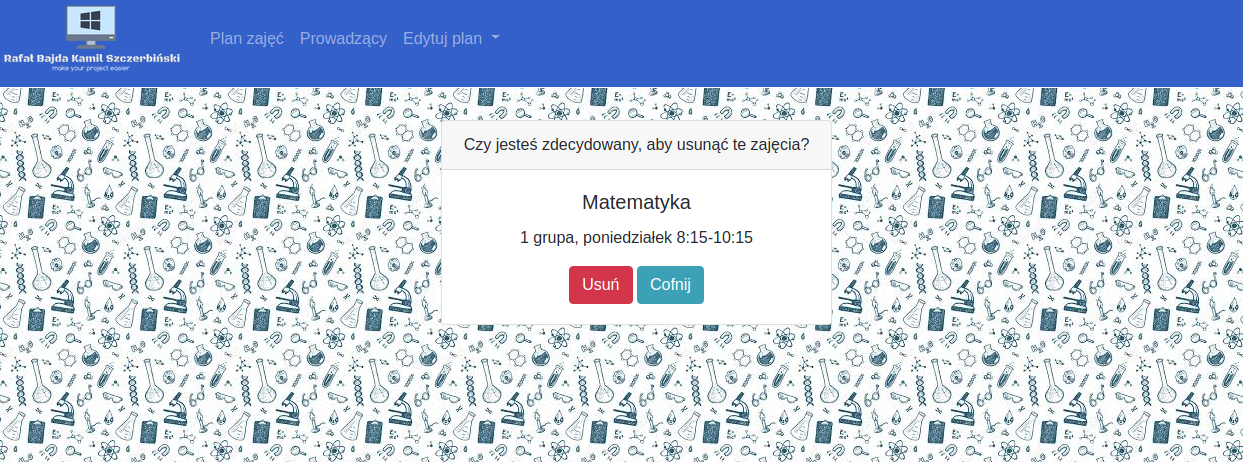 Rafał Bajda Kamil Szczerbiński
make your project easier
Plan zajęć Prowadzący Edytuj plan
Czy jesteś zdecydowany, aby usunąć te zajęcia?
Matematyka
1 grupa, poniedziałek 8:15-10:15
Usuń Cofnij